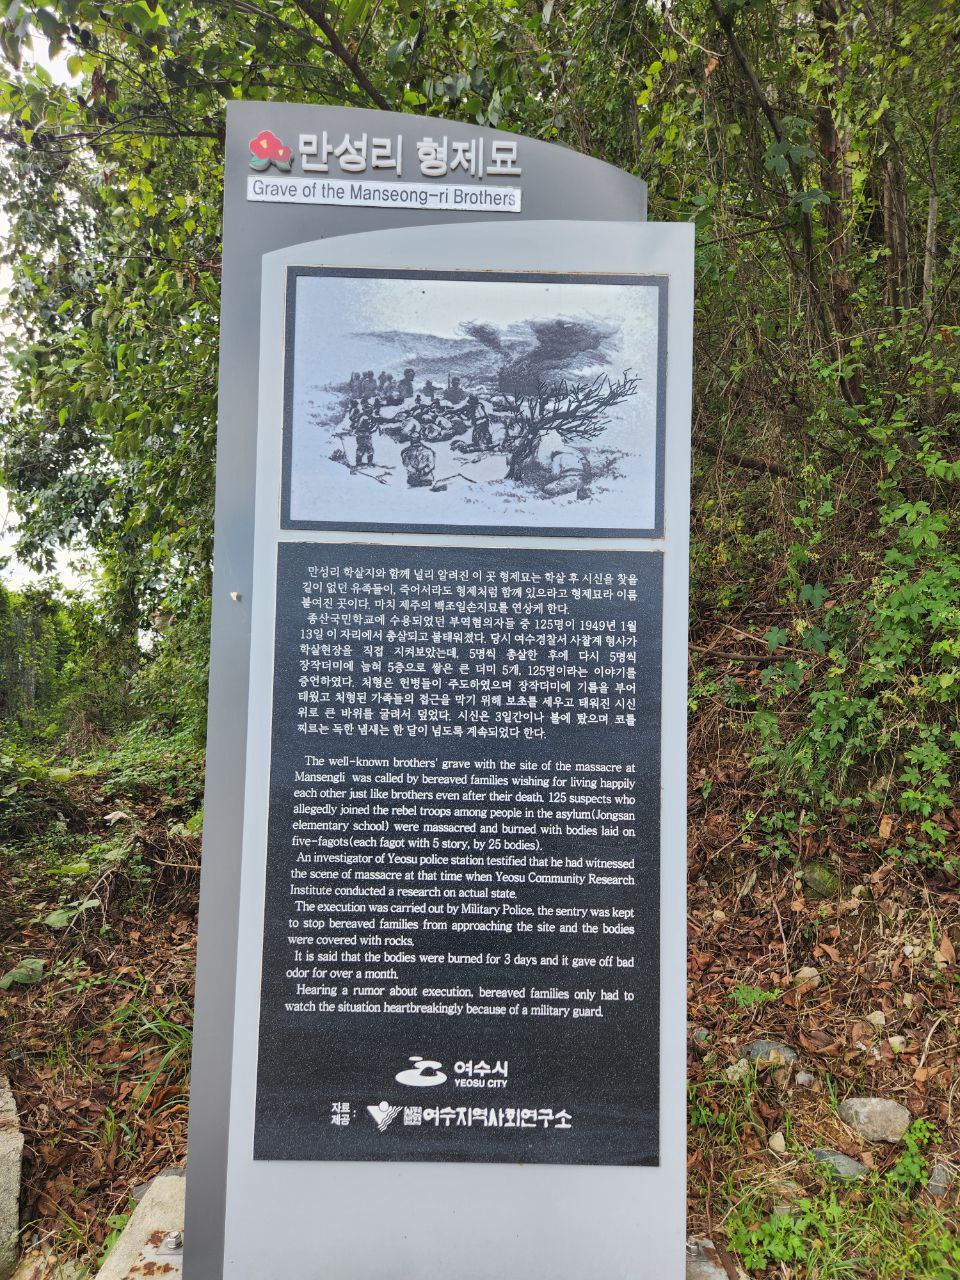 만성리 형제묘
Grave of the Manseong-ri Brothers
만성리 학살지와 함께 널리 알려진 이 곳 형제묘는 학살 후 시신을 찾을
길이 없던 유족들이, 죽어서라도 형제처럼 함께 있으라고 형제묘라 이름
붙여진 곳이다. 마치 제주의 백조일손지묘를 연상케 한다.
종산국민학교에 수용되었던 부역혐의자들 중 125명이 1949년 1월
13일 이 자리에서 총살되고 불태워졌다. 당시 여수경찰서 사찰계 형사가
학살현장을 직접 지켜보았는데, 5명씩 총살한 후에 다시 5명씩
장작더미에 눕혀 5층으로 쌓은 큰 더미 5개, 125명이라는 이야기를
증언하였다. 처형은 헌병들이 주도하였으며 장작더미에 기름을 부어
태웠고 처형된 가족들의 접근을 막기 위해 보초를 세우고 태워진 시신
위로 큰 바위를 굴려서 덮었다. 시신은 3일간이나 불에 탔으며 코를
찌르는 독한 냄새는 한 달이 넘도록 계속되었다 한다.
The well-known brothers' grave with the site of the massacre at
Mansengli was called by bereaved families wishing for living happily
each other just like brothers even after their death. 125 suspects who
allegedly joined the rebel troops among people in the asylum(Jongsan
elementary school) were massacred and burned with bodies laid on
five-fagots(each fagot with 5 story, by 25 bodies).
An investigator of Yeosu police station testified that he had witnessed
the scene of massacre at that time when Yeosu Community Research
Institute conducted a research on actual state.
The execution was carried out by Military Police, the sentry was kept
to stop bereaved families from approaching the site and the bodies
were covered with rocks.
It is said that the bodies were burned for 3 days and it gave off bad
odor for over a month.
Hearing a rumor about execution, bereaved families only had to
watch the situation heartbreakingly because of a military guard.
여수시
YEOSU CITY
자료
제공 :
사단법인 여수지역사회연구소